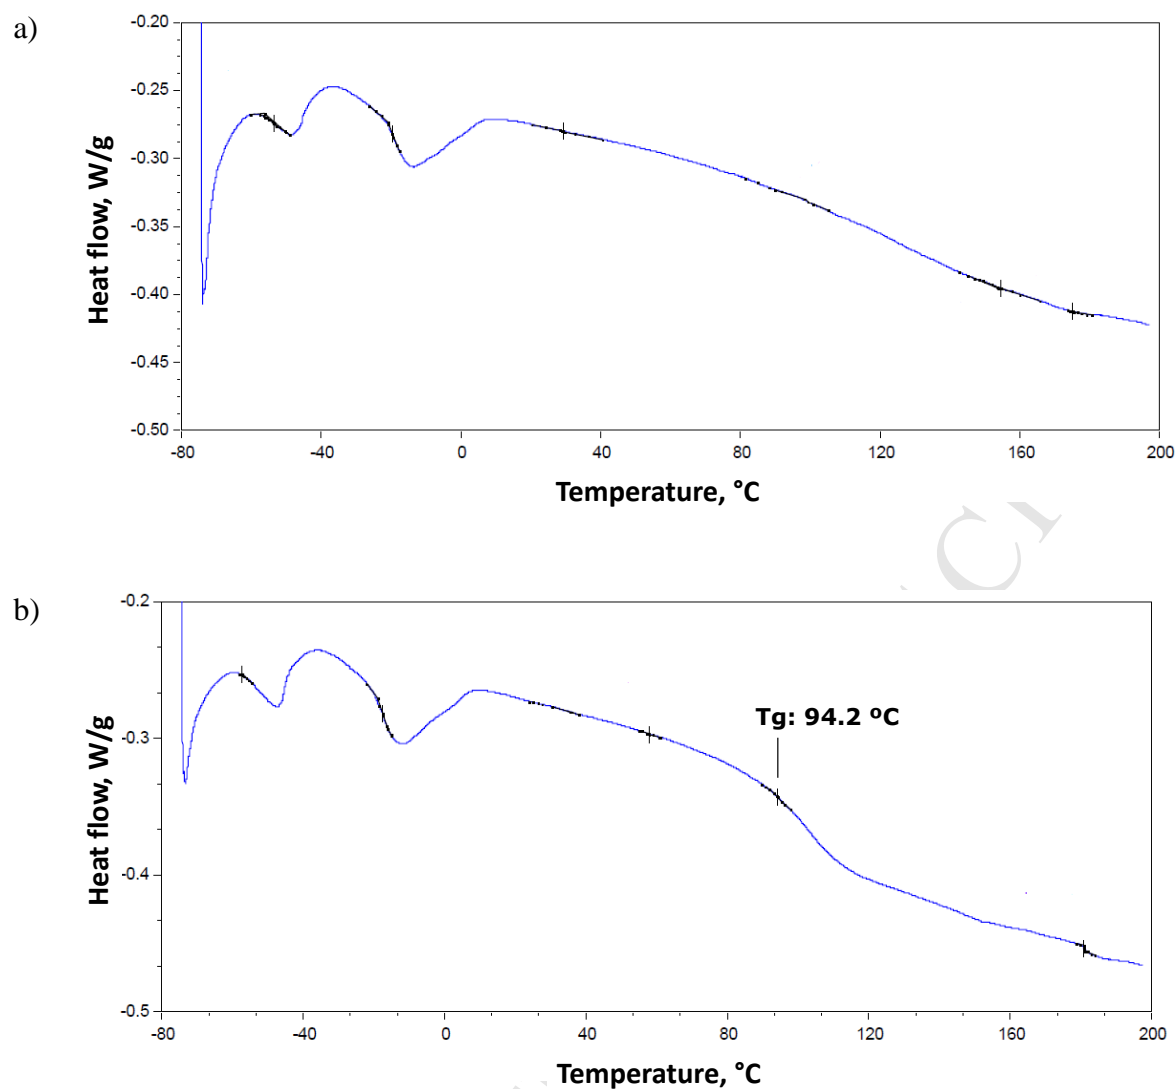 a)
-0.20
-0.25
-0.30
-0.35
-0.40
-0.45
-0.50
Heat flow, W/g
-80 -40 0 40 80 120 160 200
Temperature, °C
b)
-0.2
-0.3
-0.4
-0.5
Heat flow, W/g
Tg: 94.2 ºC
-80 -40 0 40 80 120 160 200
Temperature, °C